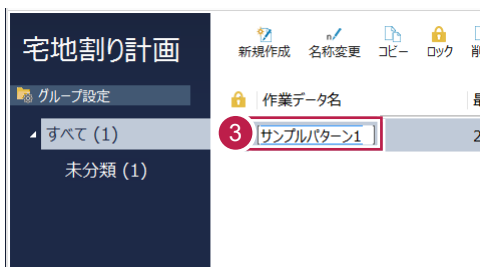 宅地割り計画
新規作成 名称変更 コピー ロック
グループ設定
作業データ名
すべて (1)
3 サンプルパターン1 2
未分類 (1)